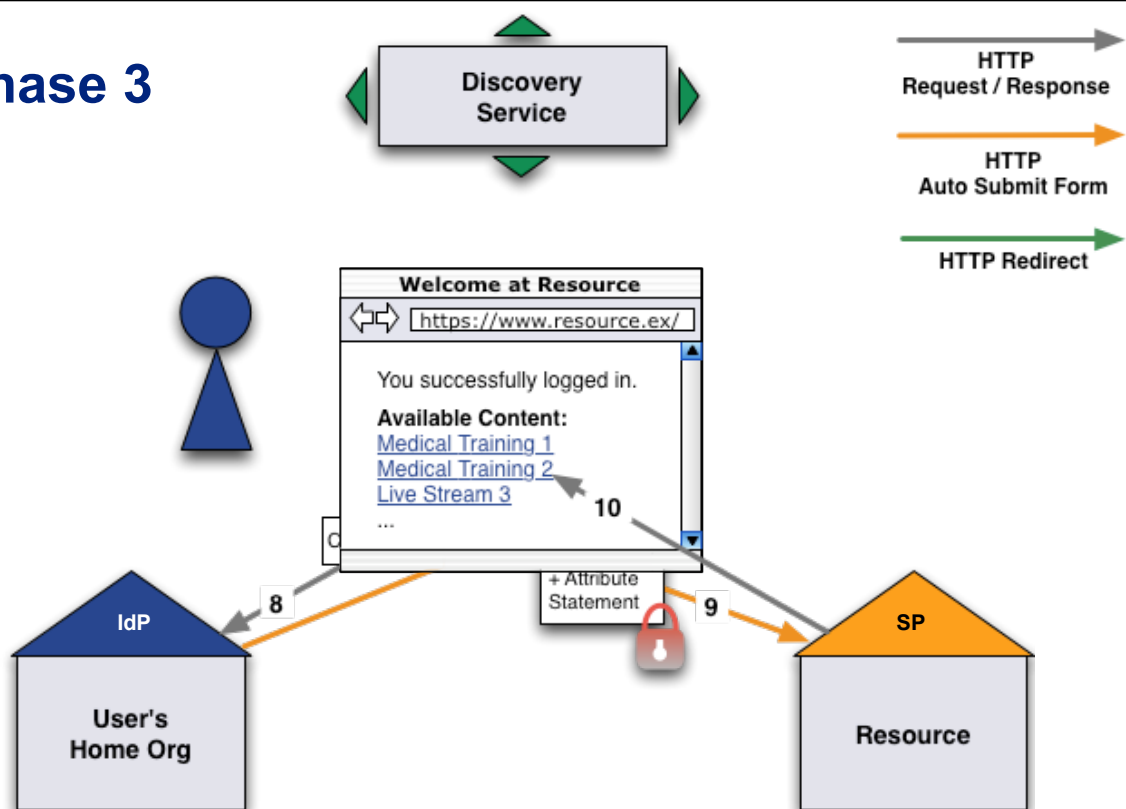 hase 3
Discovery
Service
HTTP
Request / Response
HTTP
Auto Submit Form
HTTP Redirect
Welcome at Resource
https://www.resource.ex/
You successfully logged in.
Available Content:
Medical Training 1
Medical Training 2
Live Stream 3
...
10
C
+ Attribute
Statement
8
9
IdP
SP
User's
Home Org
Resource